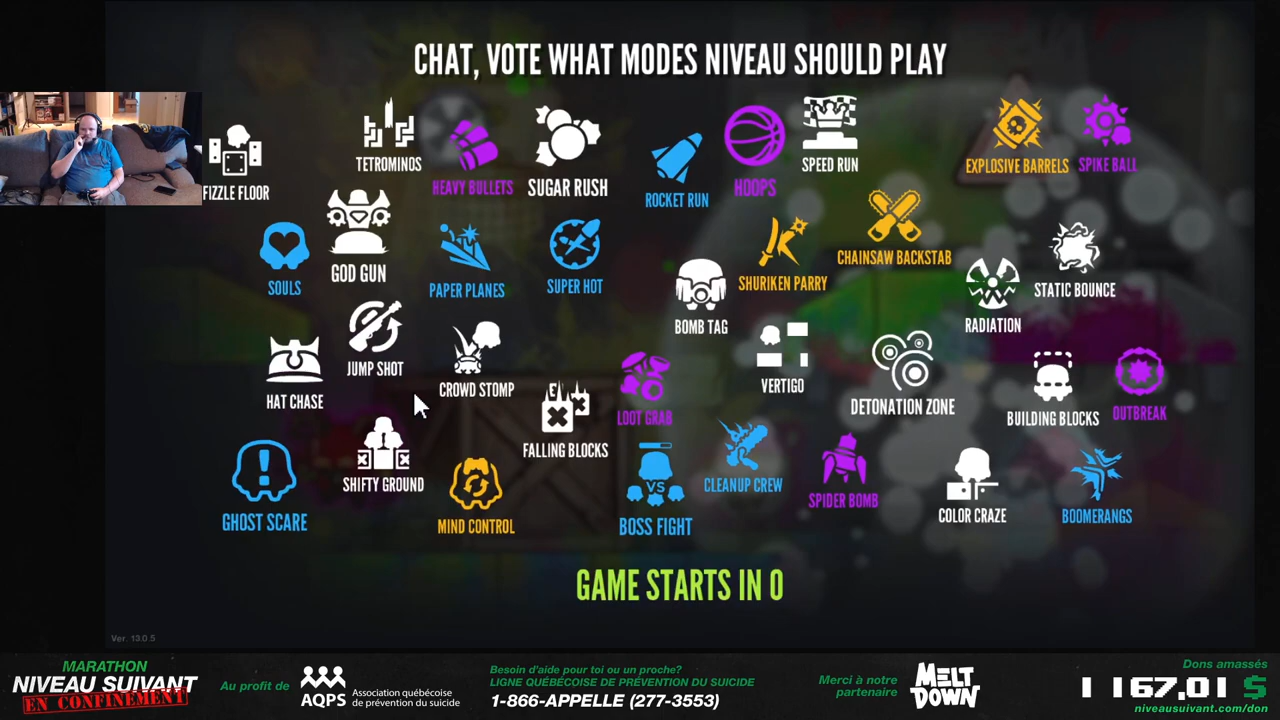 CHAT, VOTE WHAT MODES NIVEAU SHOULD PLAY
FIZZLE FLOOR
TETROMINOS
HEAVY BULLETS
SUGAR RUSH
ROCKET RUN
HOOPS
SPEED RUN
EXPLOSIVE BARRELS
SPIKE BALL
SOULS
GOD GUN
PAPER PLANES
SUPER HOT
BOMB TAG
SHURIKEN PARRY
CHAINSAW BACKSTAB
RADIATION
STATIC BOUNCE
HAT CHASE
JUMP SHOT
CROWD STOMP
FALLING BLOCKS
LOOT GRAB
VERTIGO
DETONATION ZONE
BUILDING BLOCKS
OUTBREAK
GHOST SCARE
SHIFTY GROUND
MIND CONTROL
VS
BOSS FIGHT
CLEANUP CREW
SPIDER BOMB
COLOR CRAZE
BOOMERANGS
GAME STARTS IN 0
Ver. 13.0.5
MARATHON
NIVEAU SUIVANT
EN CONFINEMENT
Au profit de
AQPS
Association québécoise
de prévention du suicide
Besoin d'aide pour toi ou un proche?
LIGNE QUÉBÉCOISE DE PRÉVENTION DU SUICIDE
1-866-APPELLE (277-3553)
Merci à notre
partenaire
MELT
DOWN
Dons amassés
1 167,01 $
niveausuivant.com/don